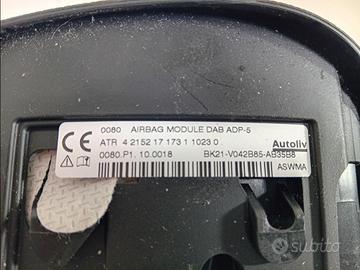 0080 AIRBAG MODULE DAB ADP-5
Autoliv
CE
ATR 4 2152 17 173 1 1023 0 .
0080.P1. 10.0018 BK21-V042B85-AB35B8
ASWMA
subito